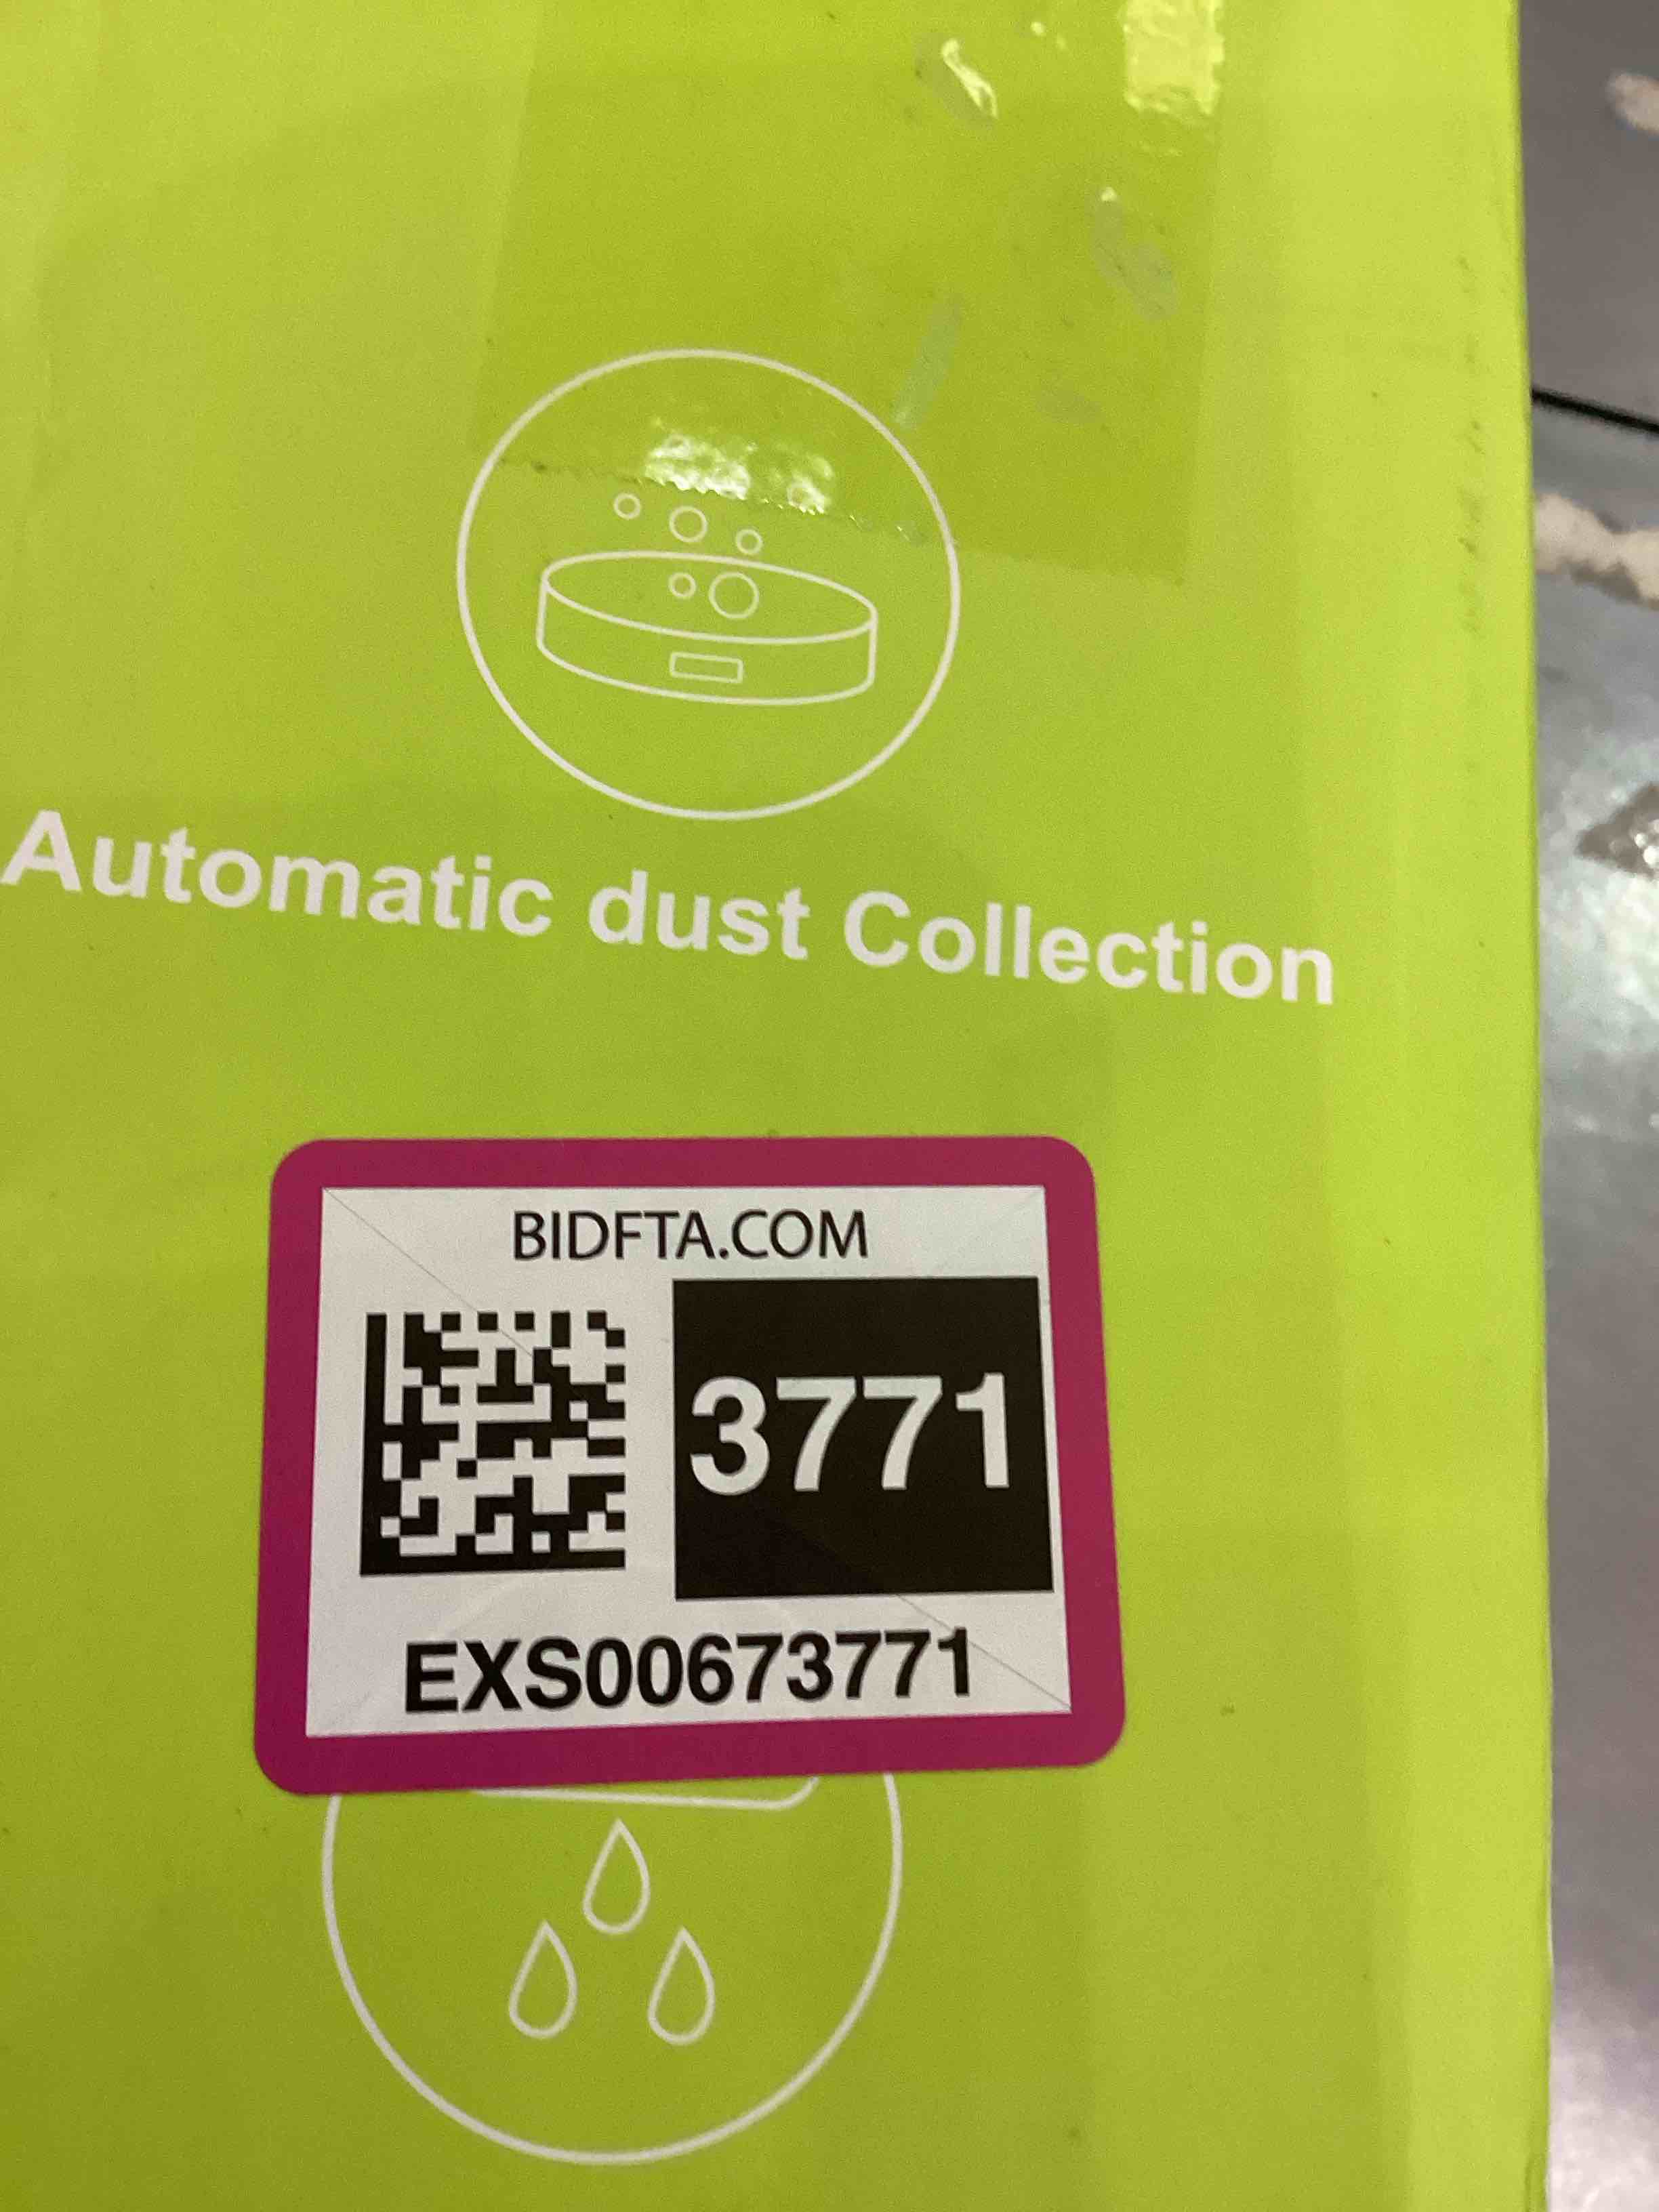 Automatic dust Collection
BIDFTA.COM
3771
EXS00673771